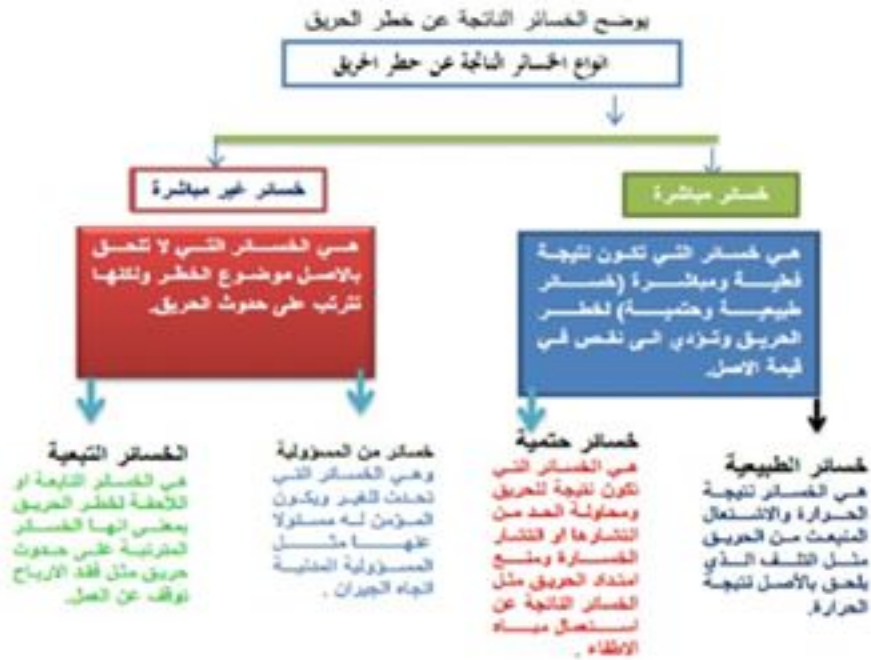 يوضح الخسائر الناتجة عن خطر الحريق
انواع الخسائر الناتجة عن خطر الحريق
خسائر مباشرة
هي خسائر التي تكون نتيجة
فطية ومباشرة (خسائر
طبيعية وحتمية) لخطر
الحريق وتؤدي الى نقص في
قيمة الاصل.
خسائر غير مباشرة
هي الخسائر التي لا تلحق
بالاصل موضوع الخطر ولكنها
تترتب على حدوث الحريق.
خسائر الطبيعية
هي الخسائر نتيجة
الحرارة والاشتعال
المنبعث من الحريق
مثل التلف الذي
يلحق بالأصل نتيجة
الحرارة.
خسائر حتمية
هي الخسائر التي
تكون نتيجة للحريق
ومحاولة الحد من
انتشارها او انتشار
الخسارة ومنع
امتداد الحريق مثل
الخسائر الناتجة عن
استعمال مياه
الاطفاء .
خسائر من المسؤولية
وهي الخسائر التي
تحدث للغير ويكون
المؤمن له مسئولا
عنها مثل
المسؤولية المدنية
اتجاه الجيران .
الخسائر التبعية
هي الخسائر التابعة او
اللاحقة لخطر الحريق
بمعنى انها الخسائر
المترتبة على حدوث
حريق مثل فقد الارباح
توقف عن العمل.